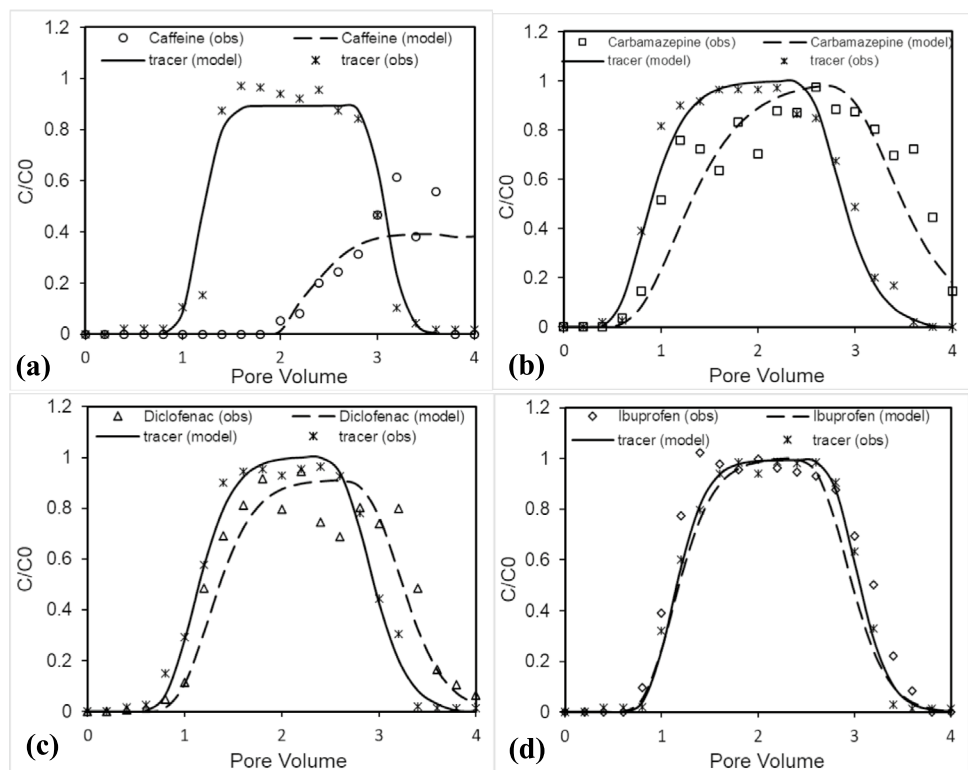 Caffeine (obs) Caffeine (model)
tracer (model) tracer (obs)
1.2
1
0.8
0.6
0.4
0.2
0
C/C0
0 1 2 3 4
Pore Volume
(a)
Carbamazepine (obs) Carbamazepine (model)
tracer (model) tracer (obs)
1.2
1
0.8
0.6
0.4
0.2
0
C/C0
0 1 2 3 4
Pore Volume
(b)
Diclofenac (obs) Diclofenac (model)
tracer (model) tracer (obs)
1.2
1
0.8
0.6
0.4
0.2
0
C/C0
0 1 2 3 4
Pore Volume
(c)
Ibuprofen (obs) Ibuprofen (model)
tracer (model) tracer (obs)
1.2
1
0.8
0.6
0.4
0.2
0
C/C0
0 1 2 3 4
Pore Volume
(d)